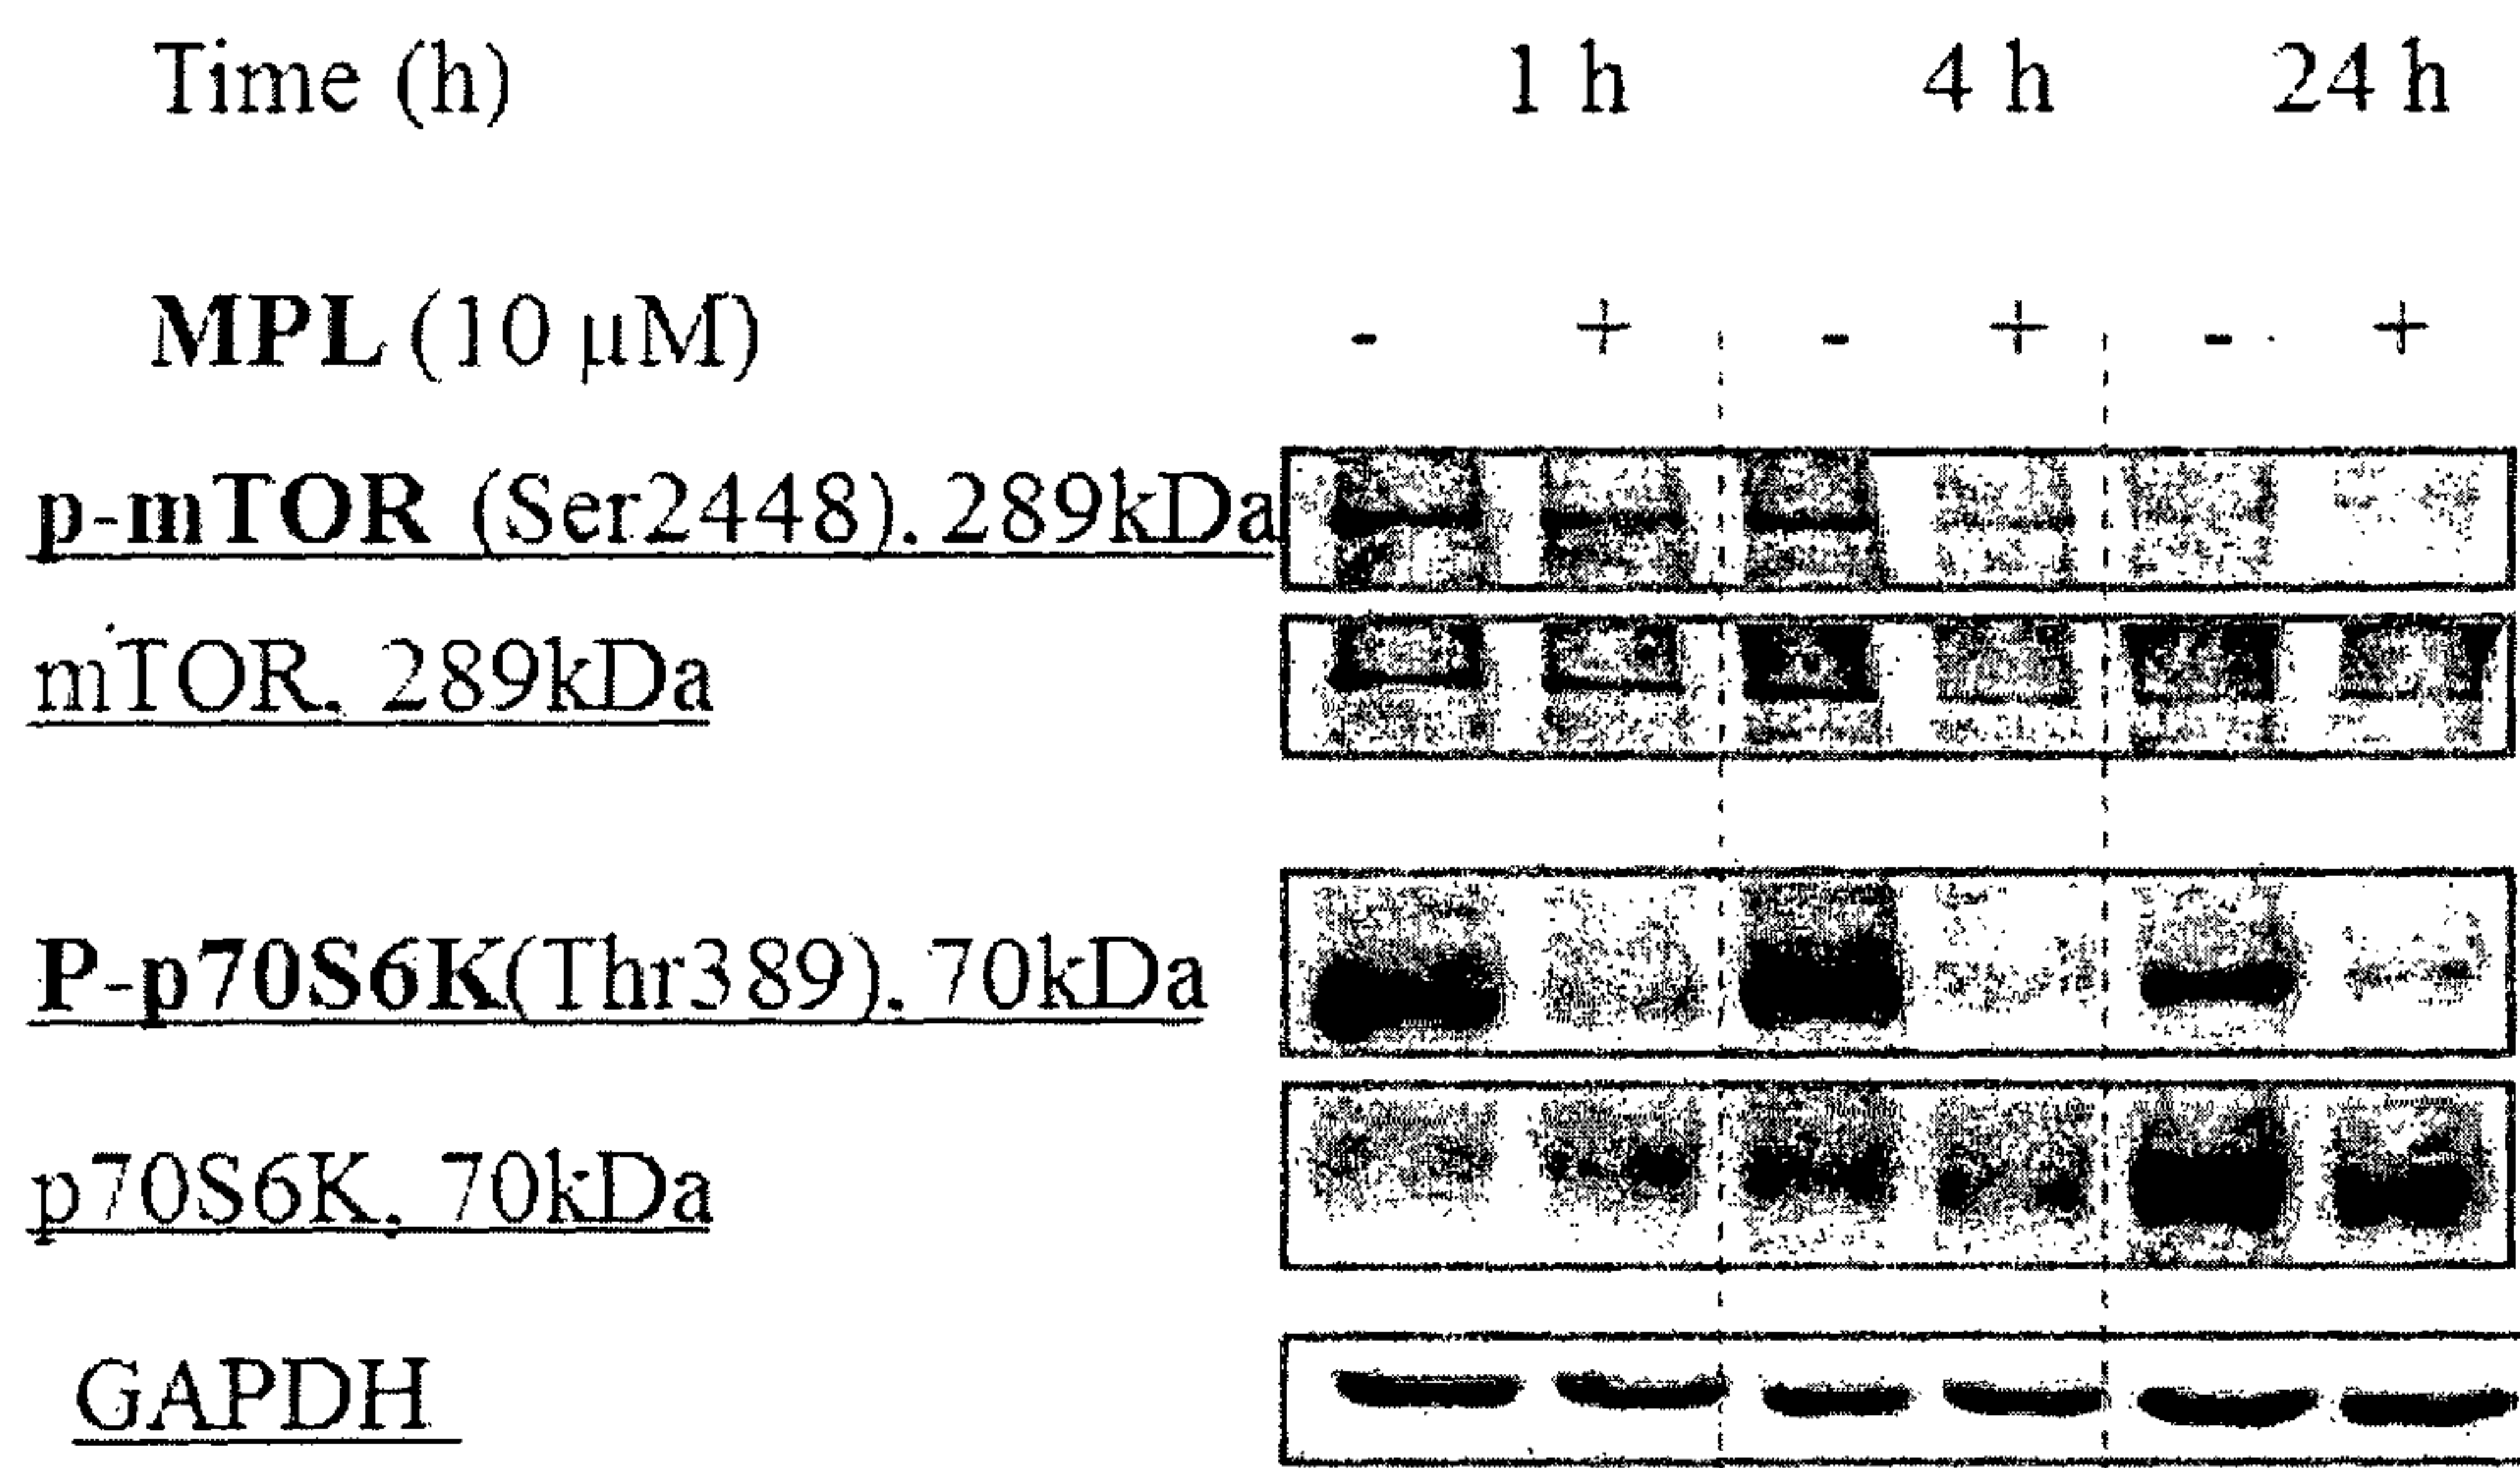 Time (h) 1 h 4 h 24 h
MPL (10 μM) - + - + - +
p-mTOR (Ser2448). 289kDa
mTOR. 289kDa
P-p70S6K(Thr389). 70kDa
p70S6K. 70kDa
GAPDH